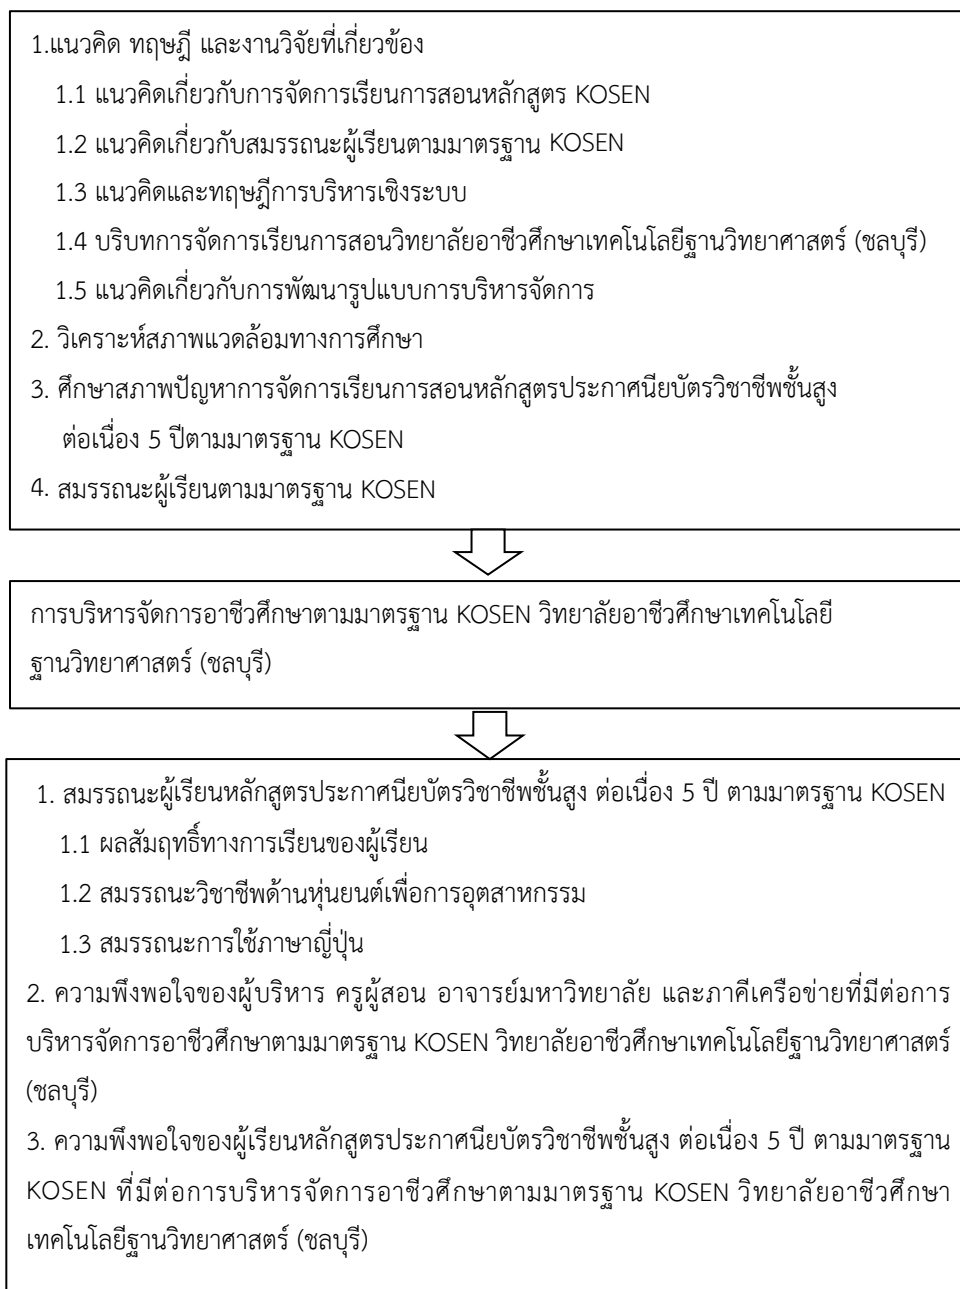 1.แนวคิด ทฤษฎี และงานวิจัยที่เกี่ยวข้อง
1.1 แนวคิดเกี่ยวกับการจัดการเรียนการสอนหลักสูตร KOSEN
1.2 แนวคิดเกี่ยวกับสมรรถนะผู้เรียนตามมาตรฐาน KOSEN
1.3 แนวคิดและทฤษฎีการบริหารเชิงระบบ
1.4 บริบทการจัดการเรียนการสอนวิทยาลัยอาชีวศึกษาเทคโนโลยีฐานวิทยาศาสตร์ (ชลบุรี)
1.5 แนวคิดเกี่ยวกับการพัฒนารูปแบบการบริหารจัดการ
2. วิเคราะห์สภาพแวดล้อมทางการศึกษา
3. ศึกษาสภาพปัญหาการจัดการเรียนการสอนหลักสูตรประกาศนียบัตรวิชาชีพชั้นสูง
ต่อเนื่อง 5 ปีตามมาตรฐาน KOSEN
4. สมรรถนะผู้เรียนตามมาตรฐาน KOSEN
การบริหารจัดการอาชีวศึกษาตามมาตรฐาน KOSEN วิทยาลัยอาชีวศึกษาเทคโนโลยี
ฐานวิทยาศาสตร์ (ชลบุรี)
1. สมรรถนะผู้เรียนหลักสูตรประกาศนียบัตรวิชาชีพชั้นสูง ต่อเนื่อง 5 ปี ตามมาตรฐาน KOSEN
1.1 ผลสัมฤทธิ์ทางการเรียนของผู้เรียน
1.2 สมรรถนะวิชาชีพด้านหุ่นยนต์เพื่อการอุตสาหกรรม
1.3 สมรรถนะการใช้ภาษาญี่ปุ่น
2. ความพึงพอใจของผู้บริหาร ครูผู้สอน อาจารย์มหาวิทยาลัย และภาคีเครือข่ายที่มีต่อการ
บริหารจัดการอาชีวศึกษาตามมาตรฐาน KOSEN วิทยาลัยอาชีวศึกษาเทคโนโลยีฐานวิทยาศาสตร์
(ชลบุรี)
3. ความพึงพอใจของผู้เรียนหลักสูตรประกาศนียบัตรวิชาชีพชั้นสูง ต่อเนื่อง 5 ปี ตามมาตรฐาน
KOSEN ที่มีต่อการบริหารจัดการอาชีวศึกษาตามมาตรฐาน KOSEN วิทยาลัยอาชีวศึกษา
เทคโนโลยีฐานวิทยาศาสตร์ (ชลบุรี)